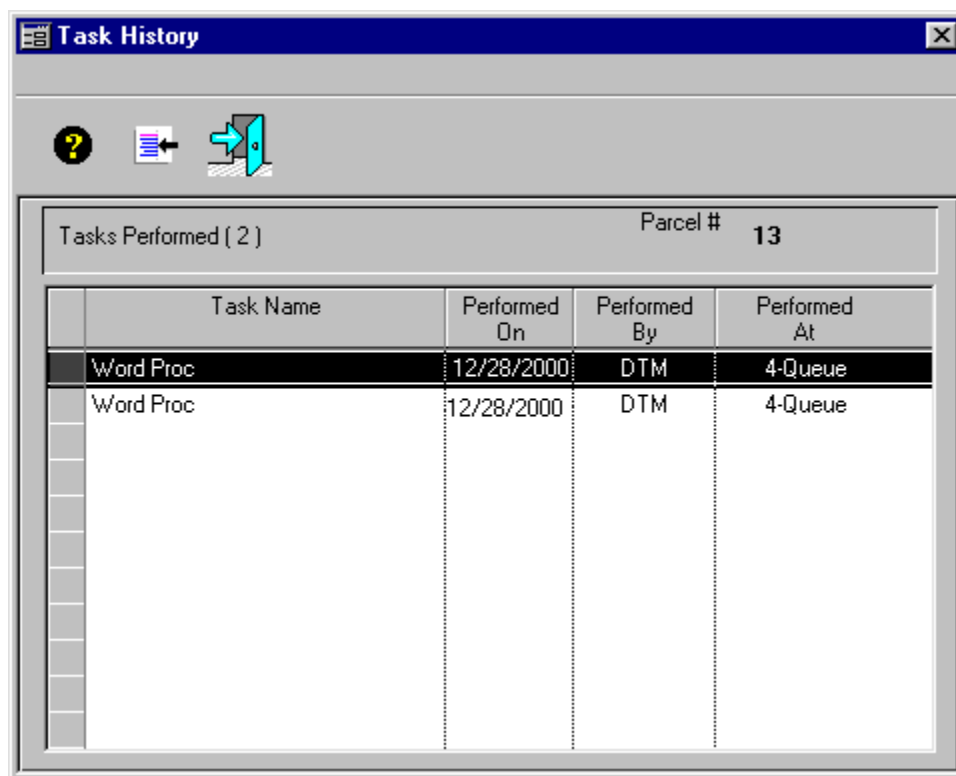 Task History
?
Tasks Performed ( 2 ) Parcel # 13
Task Name Performed On Performed By Performed At
Word Proc 12/28/2000 DTM 4-Queue
Word Proc 12/28/2000 DTM 4-Queue